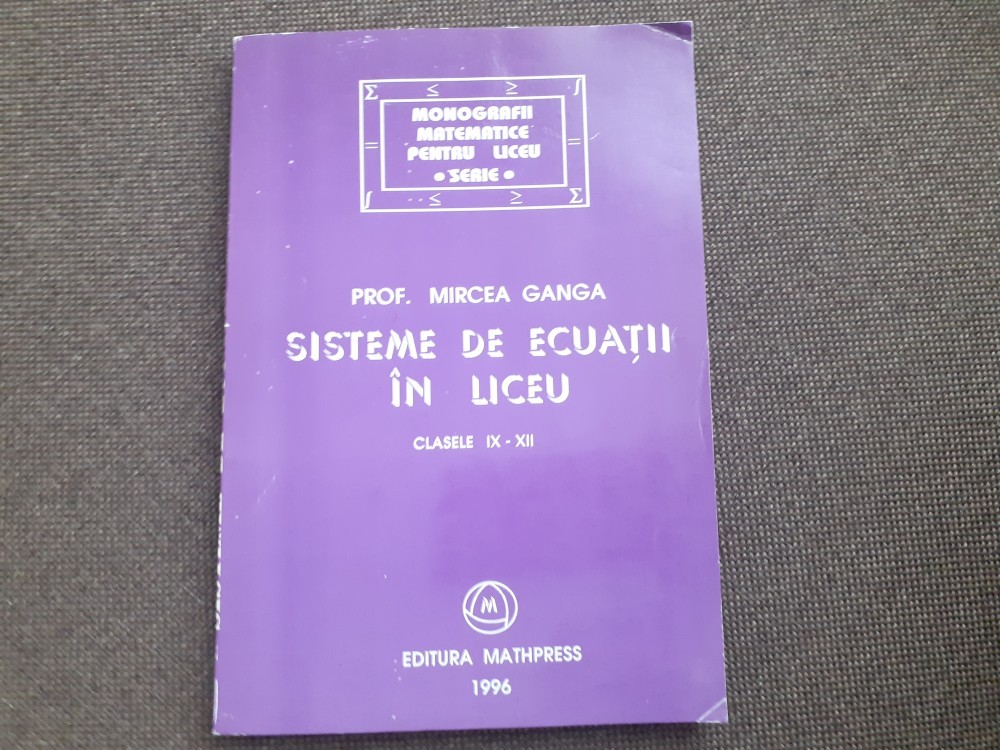 Σ ≤ ≥ ∫
MONOGRAFII
MATEMATICE
= PENTRU LICEU =
• SERIE •
∫ ≤ ≥ Σ
PROF. MIRCEA GANGA
SISTEME DE ECUAȚII
ÎN LICEU
CLASELE IX - XII
M
EDITURA MATHPRESS
1996